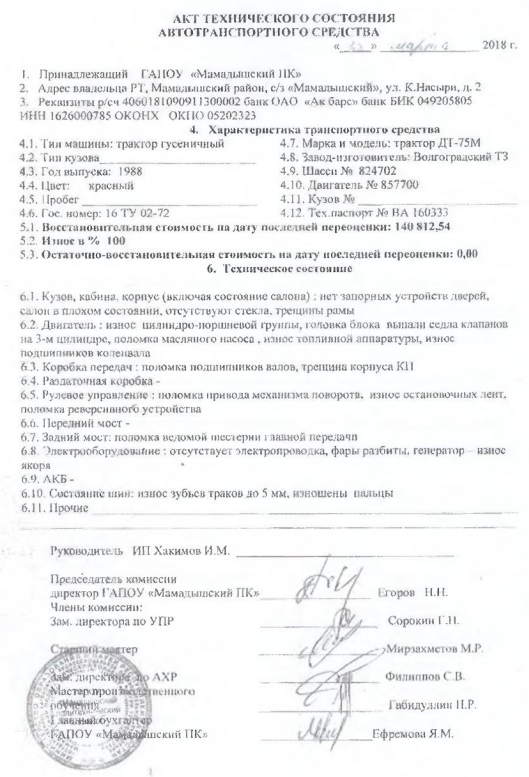 АКТ ТЕХНИЧЕСКОГО СОСТОЯНИЯ
АВТОТРАНСПОРТНОГО СРЕДСТВА
« » марта 2018 г.
1. Принадлежащий ГАПОУ «Мамадышский ПК»
2. Адрес владельца РТ, Мамадышский район, с/з «Мамадышский», ул. К.Насыри, д. 2
3. Реквизиты р/сч 4060181090911300002 банк ОАО «Ак барс» банк БИК 049205805
ИНН 1626000785 ОКОНХ ОКПО 05202323
4. Характеристика транспортного средства
4.1. Тип машины: трактор гусеничный
4.2. Тип кузова
4.3. Год выпуска: 1988
4.4. Цвет: красный
4.5. Пробег
4.6. Гос. номер: 16 ТУ 02-72
4.7. Марка и модель: трактор ДТ-75М
4.8. Завод-изготовитель: Волгоградский ТЗ
4.9. Шасси № 824702
4.10. Двигатель № 857700
4.11. Кузов №
4.12. Тех.паспорт № ВА 160333
5.1. Восстановительная стоимость на дату последней переоценки: 140 812,54
5.2. Износ в % 100
5.3. Остаточно-восстановительная стоимость на дату последней переоценки: 0,00
6. Техническое состояние
6.1. Кузов, кабина, корпус (включая состояние салона) : нет запорных устройств дверей,
салон в плохом состоянии, отсутствуют стекла, трещины рамы
6.2. Двигатель : износ цилиндро-поршневой группы, головка блока выпали седла клапанов
на 3-м цилиндре, поломка масляного насоса , износ топливной аппаратуры, износ
подшипников коленвала
6.3. Коробка передач : поломка подшипников валов, трещина корпуса КП
6.4. Раздаточная коробка -
6.5. Рулевое управление : поломка привода механизма поворота, износ остановочных лент,
поломка реверсивного устройства
6.6. Передний мост -
6.7. Задний мост: поломка ведомой шестерни главной передачи
6.8. Электрооборудование : отсутствует электропроводка, фары разбиты, генератор – износ
якоря
6.9. АКБ -
6.10. Состояние шин: износ зубьев траков до 5 мм, изношены пальцы
6.11. Прочие
Руководитель ИП Хакимов И.М.
Председатель комиссии
директор ГАПОУ «Мамадышский ПК» Егоров Н.Н.
Члены комиссии:
Зам. директора по УПР Сорокин Г.Н.
Старший мастер Мирзахметов М.Р.
Зам. директора по АХР Филиппов С.В.
Мастер производственного
обучения Габидуллин И.Р.
Главный бухгалтер
ГАПОУ «Мамадышский ПК» Ефремова Я.М.